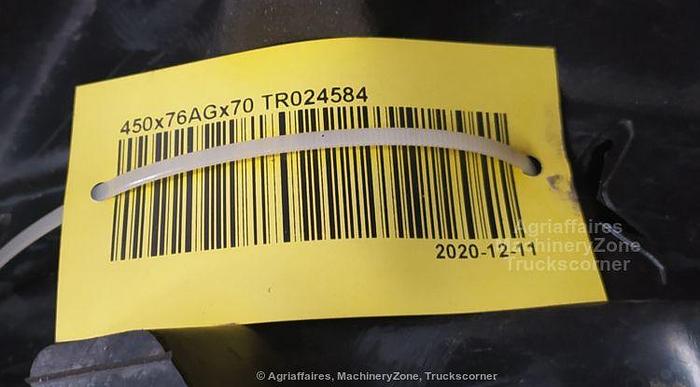 450x76AGx70 TR024584
2020-12-11
Agriaffaires
MachineryZone
Truckscorner
© Agriaffaires, MachineryZone, Truckscorner